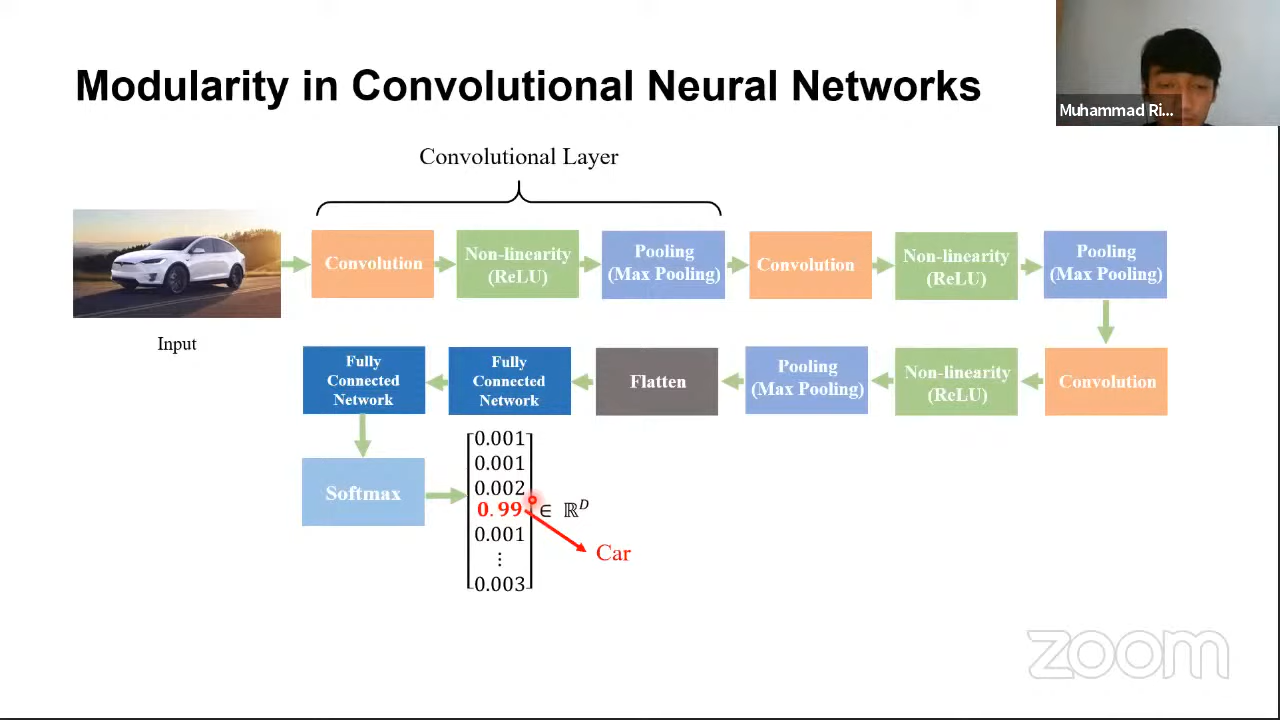 Modularity in Convolutional Neural Networks
Muhammad Ri...
Convolutional Layer
Convolution
Non-linearity
(ReLU)
Pooling
(Max Pooling)
Convolution
Non-linearity
(ReLU)
Pooling
(Max Pooling)
Input
Fully
Connected
Network
Fully
Connected
Network
Flatten
Pooling
(Max Pooling)
Non-linearity
(ReLU)
Convolution
Softmax
0.001
0.001
0.002
0.99
0.001
⋮
0.003
∈ ℝᴰ
Car
zoom